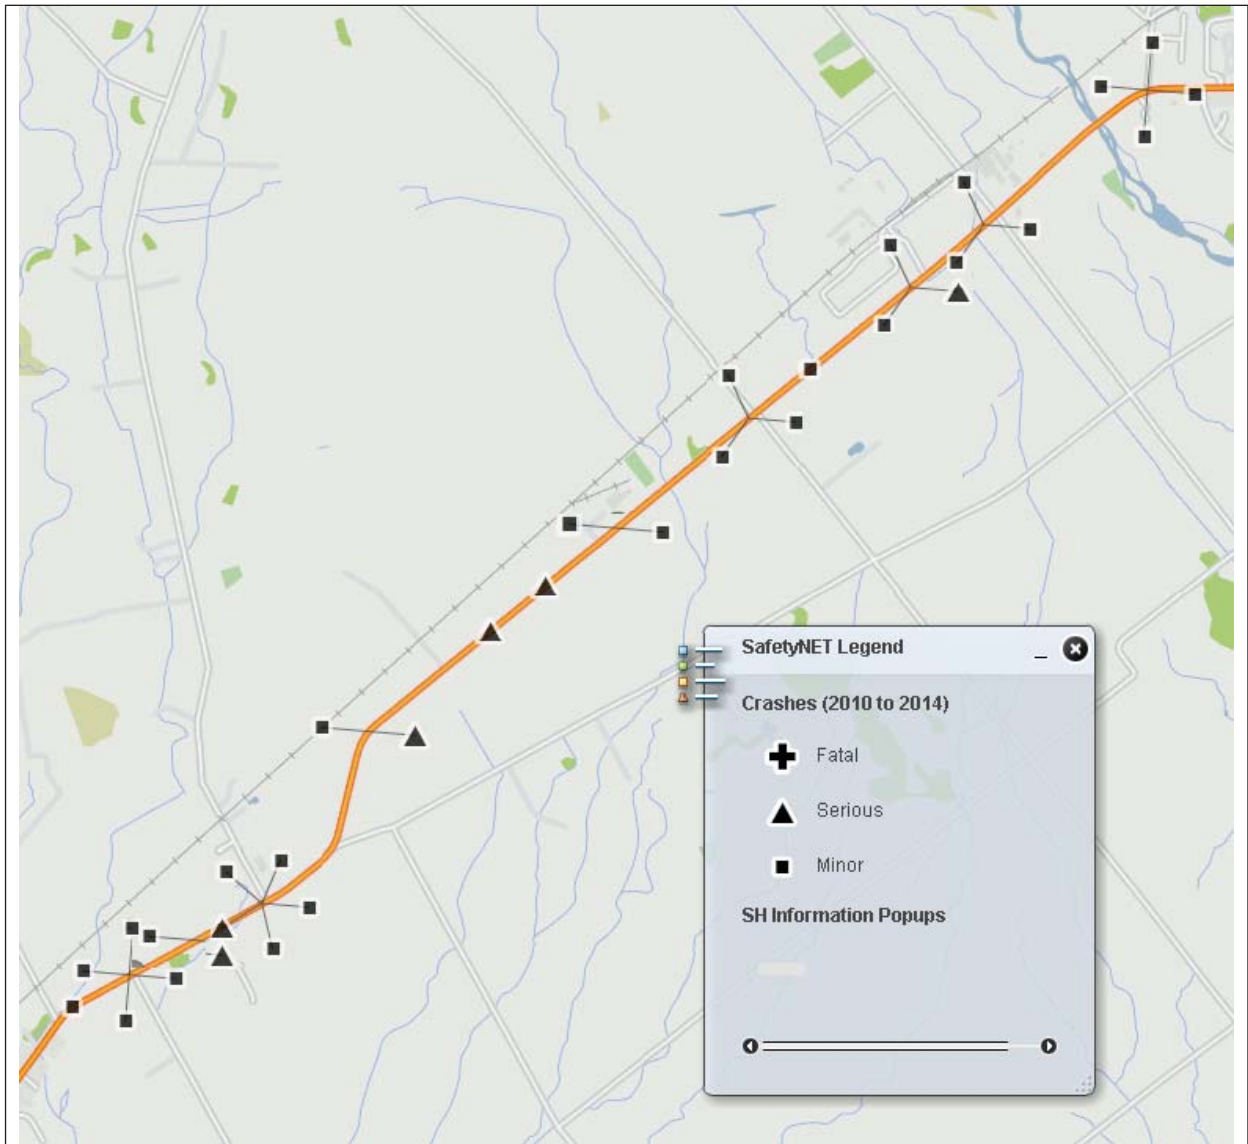 SafetyNET Legend
Crashes (2010 to 2014)
Fatal
Serious
Minor
SH Information Popups